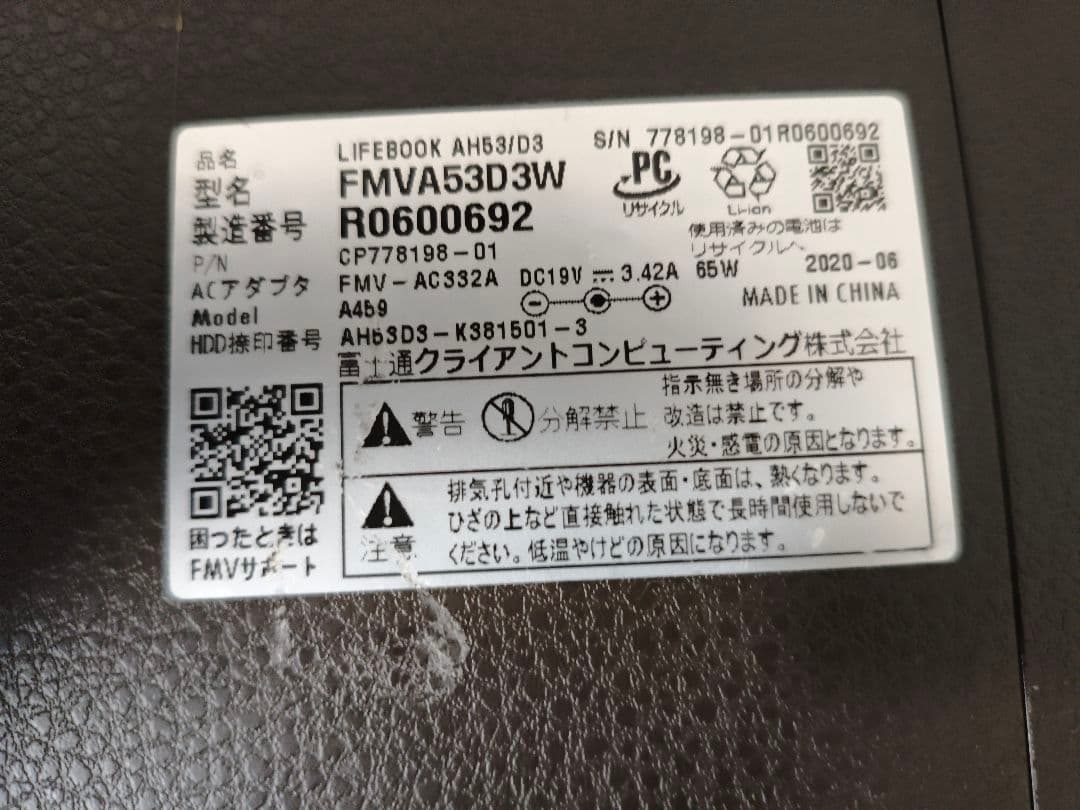 品名 LIFEBOOK AH53/D3 S/N 778198-01R0600692
型名 FMVA53D3W
製造番号 R0600692
PC
リサイクル
Li-ion
使用済みの電池は
リサイクルへ
P/N CP778198-01
ACアダプタ FMV-AC332A DC19V 3.42A 65W 2020-06
Model A459
MADE IN CHINA
HDD捺印番号 AH53D3-K381501-3
富士通クライアントコンピューティング株式会社
警告 分解禁止
指示無き場所の分解や
改造は禁止です。
火災・感電の原因となります。
注意
排気孔付近や機器の表面・底面は、熱くなります。
ひざの上など直接触れた状態で長時間使用しないで
ください。低温やけどの原因になります。
困ったときは
FMVサポート